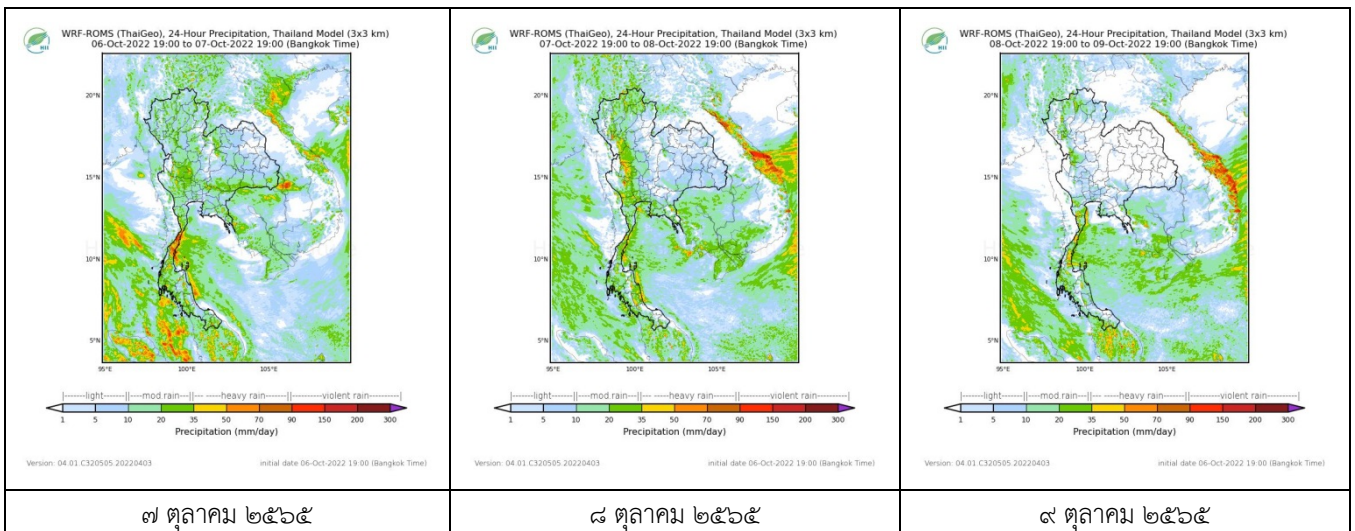 WRF-ROMS (ThaiGeo), 24-Hour Precipitation, Thailand Model (3x3 km)
06-Oct-2022 19:00 to 07-Oct-2022 19:00 (Bangkok Time)
HII
20°N
15°N
10°N
5°N
95°E 100°E 105°E
|------light------||---mod rain---||--- heavy rain ------||------violent rain------|
1 5 10 20 35 50 70 90 150 200 300
Precipitation (mm/day)
Version: 04.01.C320505.20220403 initial date 06-Oct-2022 19:00 (Bangkok Time)
๗ ตุลาคม ๒๕๖๕
WRF-ROMS (ThaiGeo), 24-Hour Precipitation, Thailand Model (3x3 km)
07-Oct-2022 19:00 to 08-Oct-2022 19:00 (Bangkok Time)
HII
20°N
15°N
10°N
5°N
95°E 100°E 105°E
|------light------||---mod rain---||--- heavy rain ------||------violent rain------|
1 5 10 20 35 50 70 90 150 200 300
Precipitation (mm/day)
Version: 04.01.C320505.20220403 initial date 06-Oct-2022 19:00 (Bangkok Time)
๘ ตุลาคม ๒๕๖๕
WRF-ROMS (ThaiGeo), 24-Hour Precipitation, Thailand Model (3x3 km)
08-Oct-2022 19:00 to 09-Oct-2022 19:00 (Bangkok Time)
HII
20°N
15°N
10°N
5°N
95°E 100°E 105°E
|------light------||---mod rain---||--- heavy rain ------||------violent rain------|
1 5 10 20 35 50 70 90 150 200 300
Precipitation (mm/day)
Version: 04.01.C320505.20220403 initial date 06-Oct-2022 19:00 (Bangkok Time)
๙ ตุลาคม ๒๕๖๕